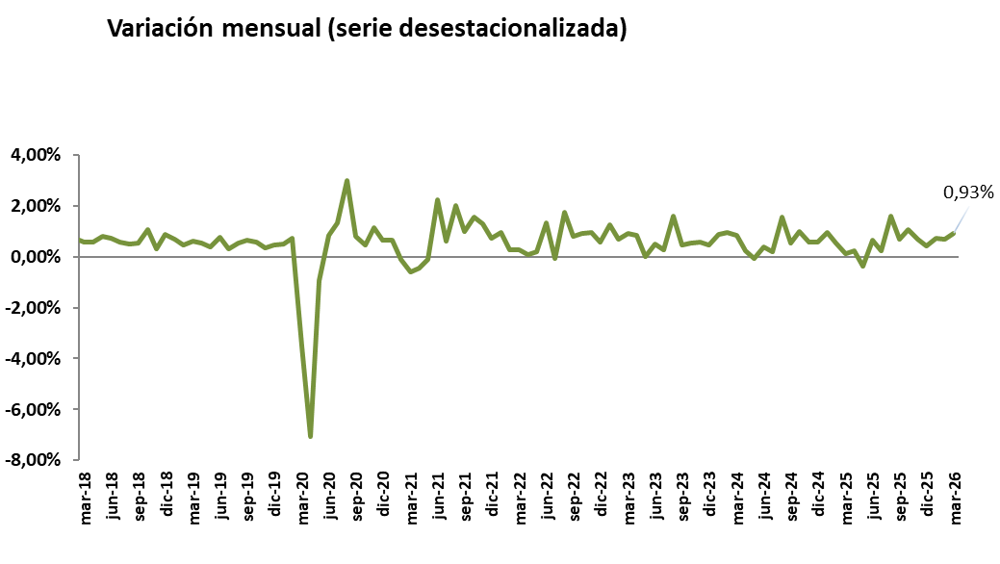 Variación mensual (serie desestacionalizada)
4,00%
2,00%
0,00%
-2,00%
-4,00%
-6,00%
-8,00%
0,93%
mar-18
jun-18
sep-18
dic-18
mar-19
jun-19
sep-19
dic-19
mar-20
jun-20
sep-20
dic-20
mar-21
jun-21
sep-21
dic-21
mar-22
jun-22
sep-22
dic-22
mar-23
jun-23
sep-23
dic-23
mar-24
jun-24
sep-24
dic-24
mar-25
jun-25
sep-25
dic-25
mar-26